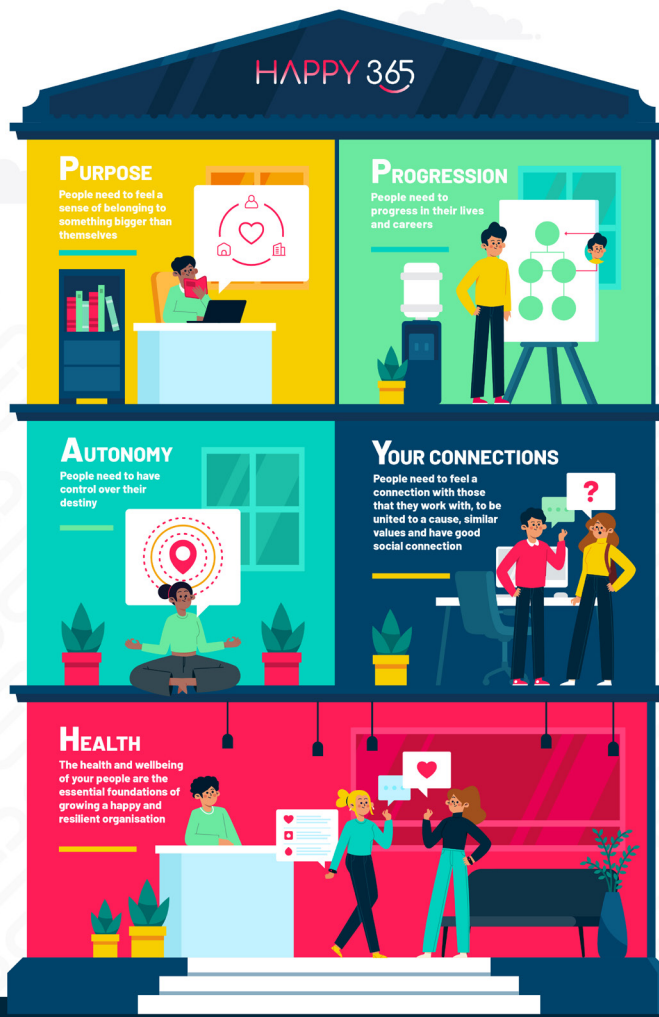 HAPPY 365
PURPOSE
People need to feel a
sense of belonging to
something bigger than
themselves
PROGRESSION
People need to
progress in their lives
and careers
AUTONOMY
People need to have
control over their
destiny
YOUR CONNECTIONS
People need to feel a
connection with those
that they work with, to be
united to a cause, similar
values and have good
social connection
?
HEALTH
The health and wellbeing
of your people are the
essential foundations of
growing a happy and
resilient organisation